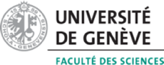 UNIVERSITÉ
DE GENÈVE
FACULTÉ DES SCIENCES